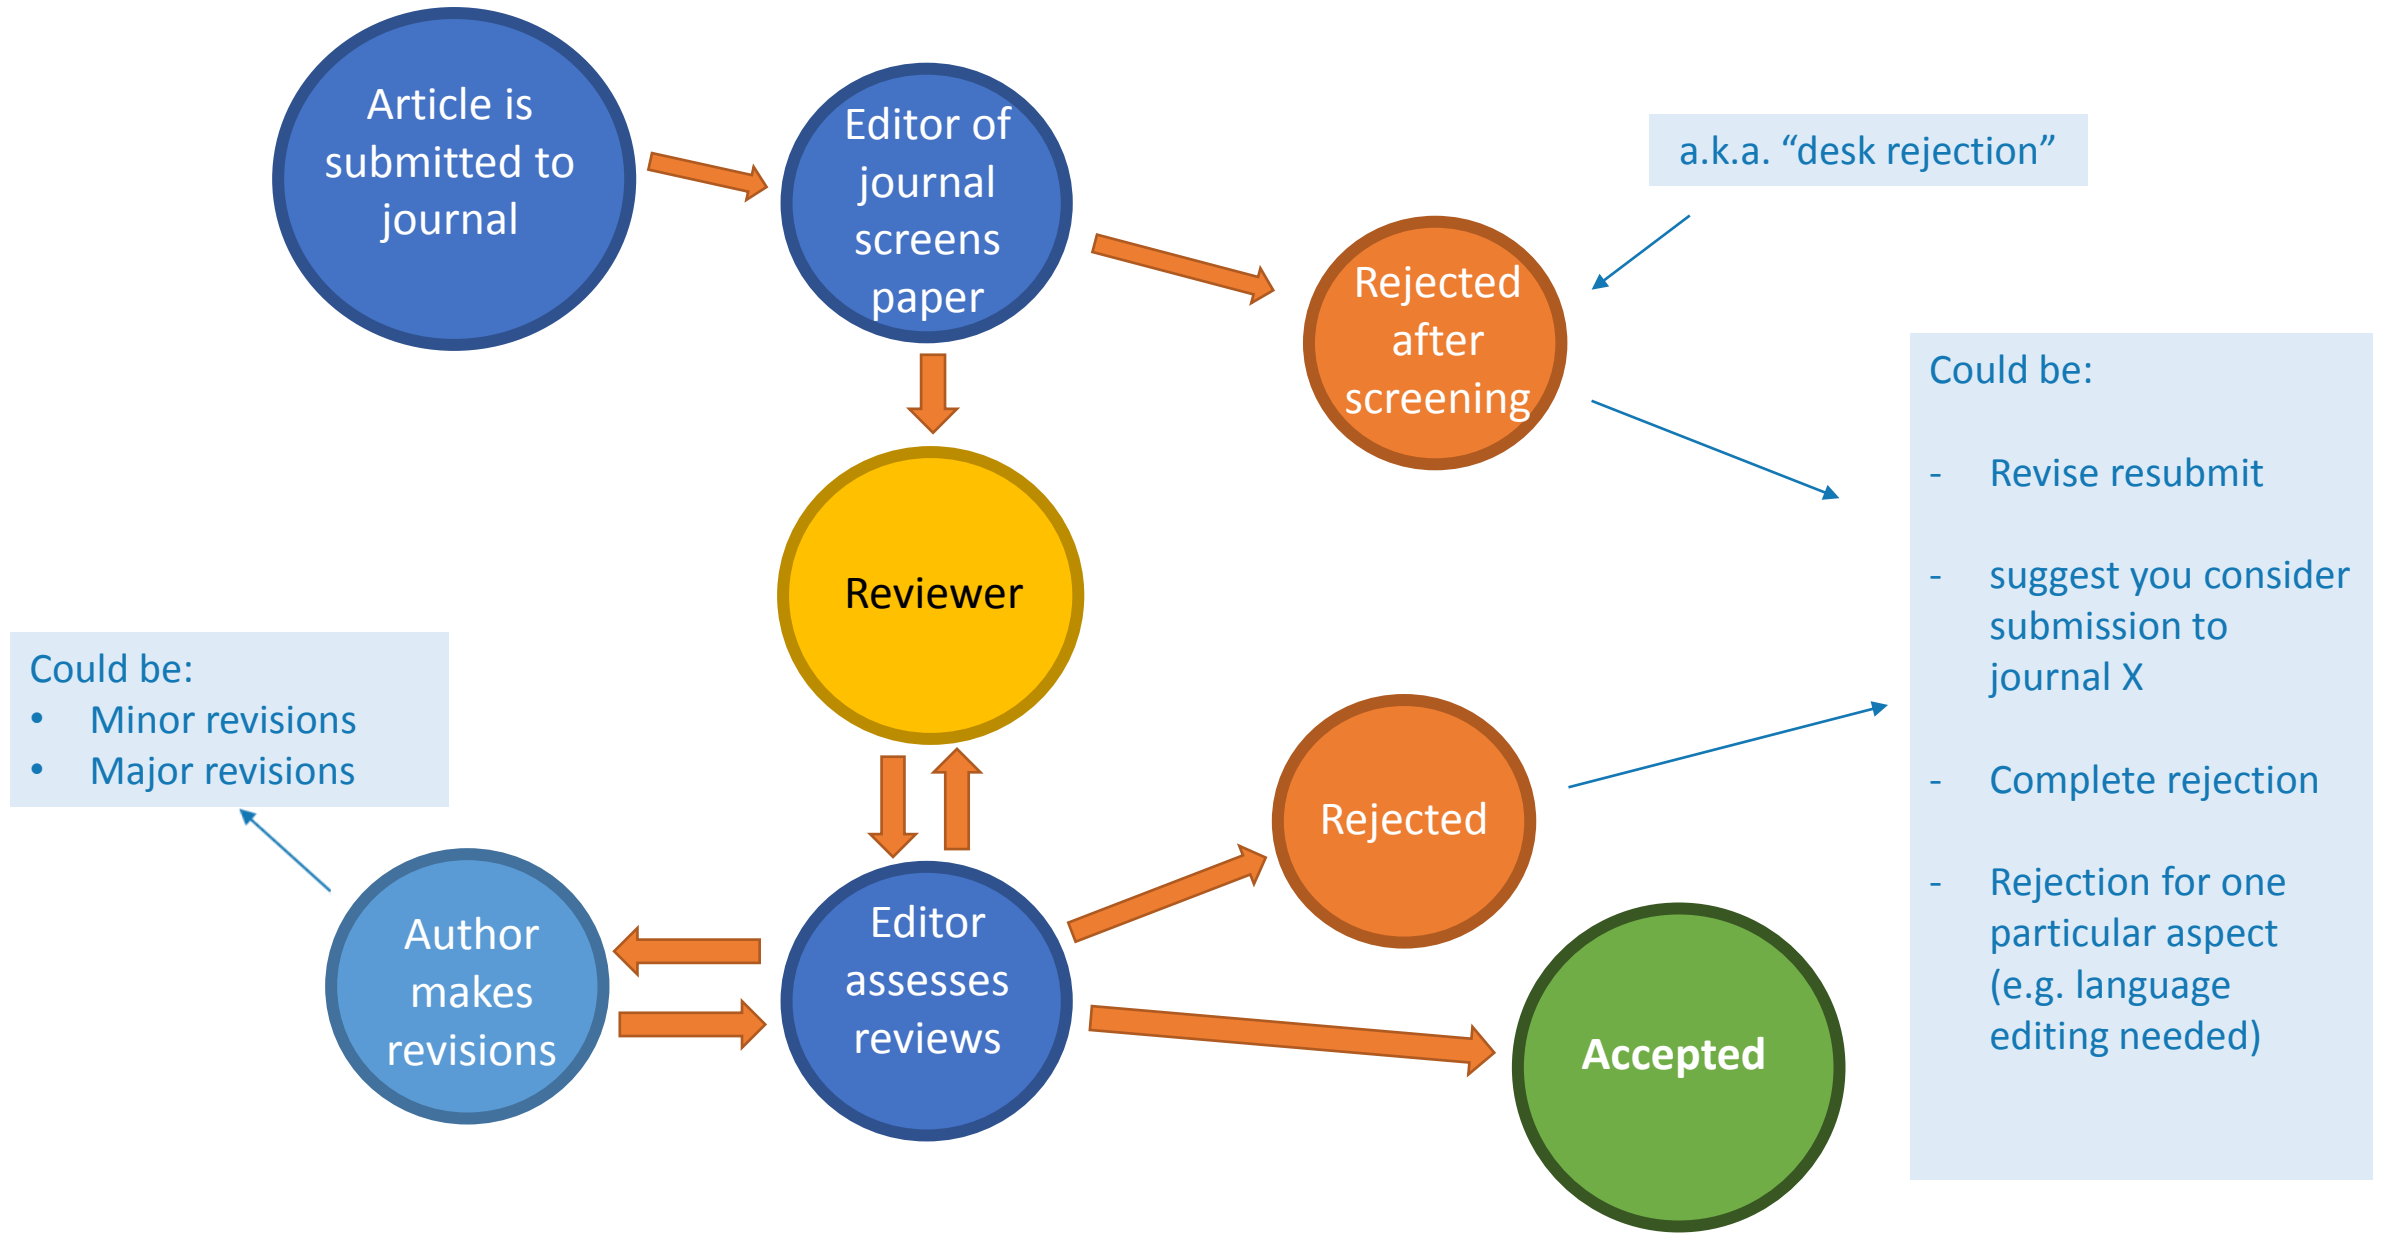 Article is
submitted to
journal
Editor of
journal
screens
paper
a.k.a. “desk rejection”
Rejected
after
screening
Could be:
- Revise resubmit
- suggest you consider
submission to
journal X
- Complete rejection
- Rejection for one
particular aspect
(e.g. language
editing needed)
Reviewer
Could be:
• Minor revisions
• Major revisions
Rejected
Author
makes
revisions
Editor
assesses
reviews
Accepted